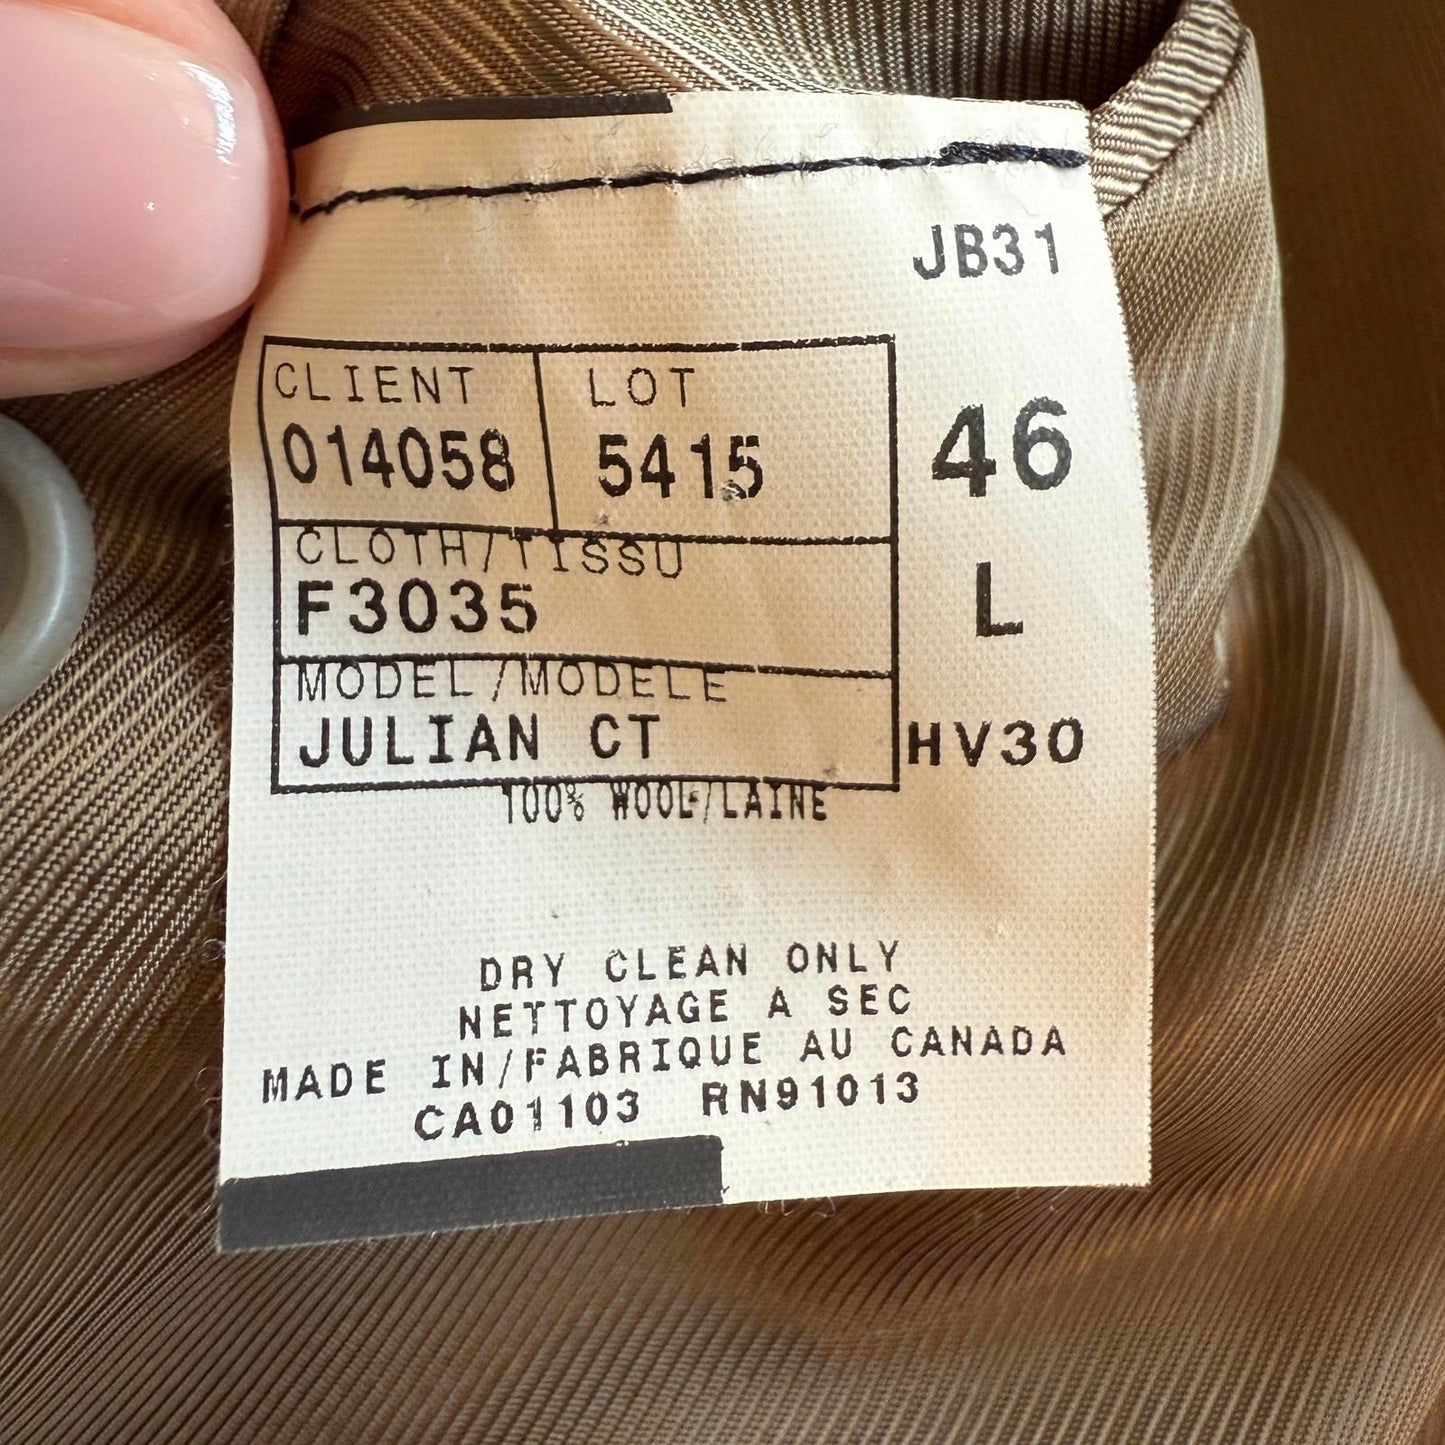 JB31
CLIENT LOT
014058 5415
46
CLOTH/TISSU
F3035
L
MODEL/MODELE
JULIAN CT
HV30
100% WOOL/LAINE
DRY CLEAN ONLY
NETTOYAGE A SEC
MADE IN/FABRIQUE AU CANADA
CA01103 RN91013